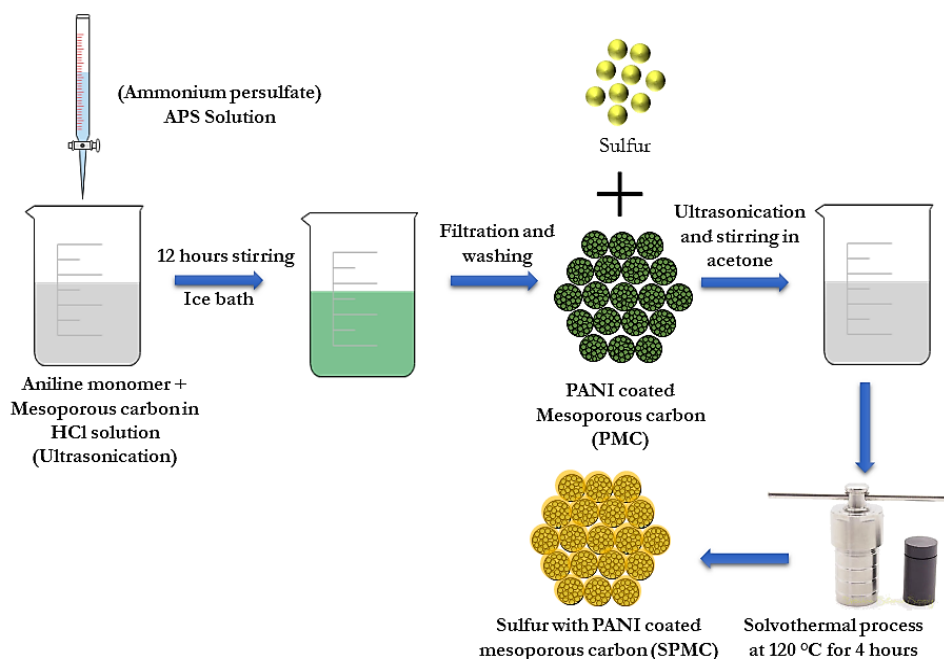 (Ammonium persulfate)
APS Solution
Aniline monomer +
Mesoporous carbon in
HCl solution
(Ultrasonication)
12 hours stirring
Ice bath
Filtration and
washing
Sulfur
PANI coated
Mesoporous carbon
(PMC)
Ultrasonication
and stirring in
acetone
Solvothermal process
at 120 °C for 4 hours
Sulfur with PANI coated
mesoporous carbon (SPMC)